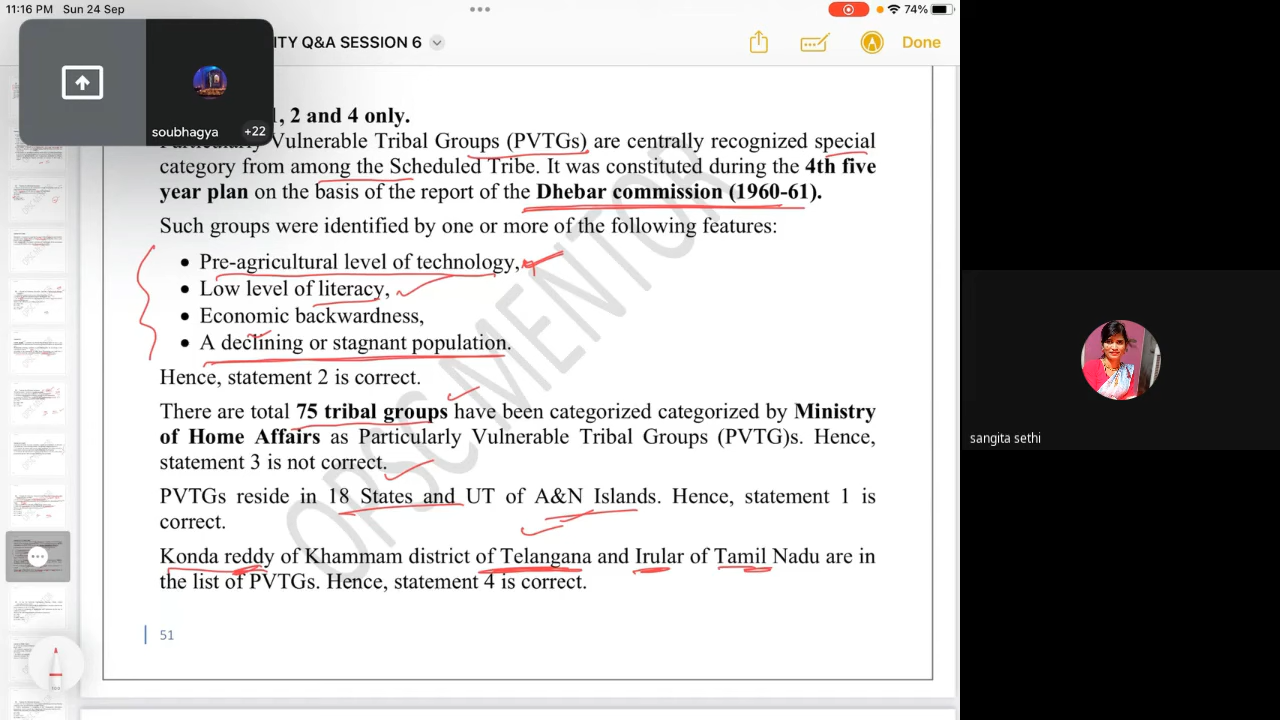 11:16 PM Sun 24 Sep
74%
ITY Q&A SESSION 6
Done
soubhagya
+22
, 2 and 4 only.
Vulnerable Tribal Groups (PVTGs) are centrally recognized special
category from among the Scheduled Tribe. It was constituted during the 4th five
year plan on the basis of the report of the Dhebar commission (1960-61).
Such groups were identified by one or more of the following features:
• Pre-agricultural level of technology,
• Low level of literacy,
• Economic backwardness,
• A declining or stagnant population.
Hence, statement 2 is correct.
There are total 75 tribal groups have been categorized categorized by Ministry
of Home Affairs as Particularly Vulnerable Tribal Groups (PVTG)s. Hence,
statement 3 is not correct.
PVTGs reside in 18 States and UT of A&N Islands. Hence, statement 1 is
correct.
Konda reddy of Khammam district of Telangana and Irular of Tamil Nadu are in
the list of PVTGs. Hence, statement 4 is correct.
51
OPSC MENTOR
sangita sethi